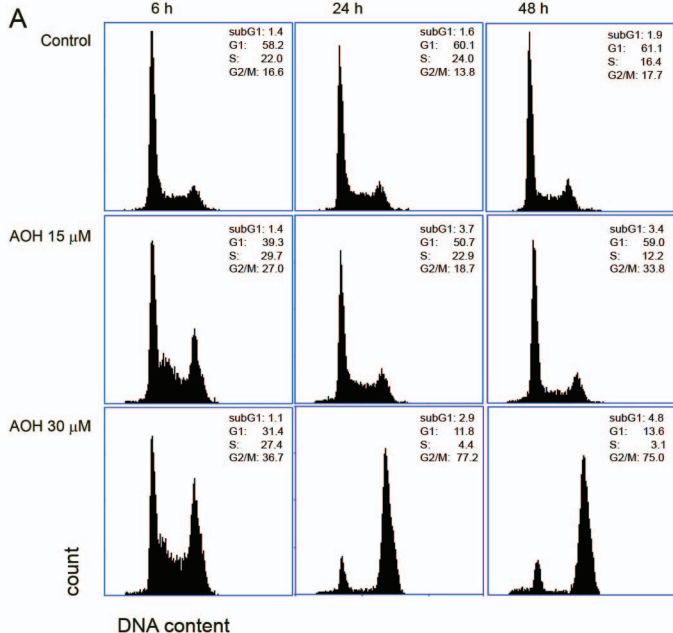 A
6 h
24 h
48 h
Control
subG1: 1.4
G1: 58.2
S: 22.0
G2/M: 16.6
subG1: 1.6
G1: 60.1
S: 24.0
G2/M: 13.8
subG1: 1.9
G1: 61.1
S: 16.4
G2/M: 17.7
AOH 15 μM
subG1: 1.4
G1: 39.3
S: 29.7
G2/M: 27.0
subG1: 3.7
G1: 50.7
S: 22.9
G2/M: 18.7
subG1: 3.4
G1: 59.0
S: 12.2
G2/M: 33.8
AOH 30 μM
subG1: 1.1
G1: 31.4
S: 27.4
G2/M: 36.7
subG1: 2.9
G1: 11.8
S: 4.4
G2/M: 77.2
subG1: 4.8
G1: 13.6
S: 3.1
G2/M: 75.0
count
DNA content